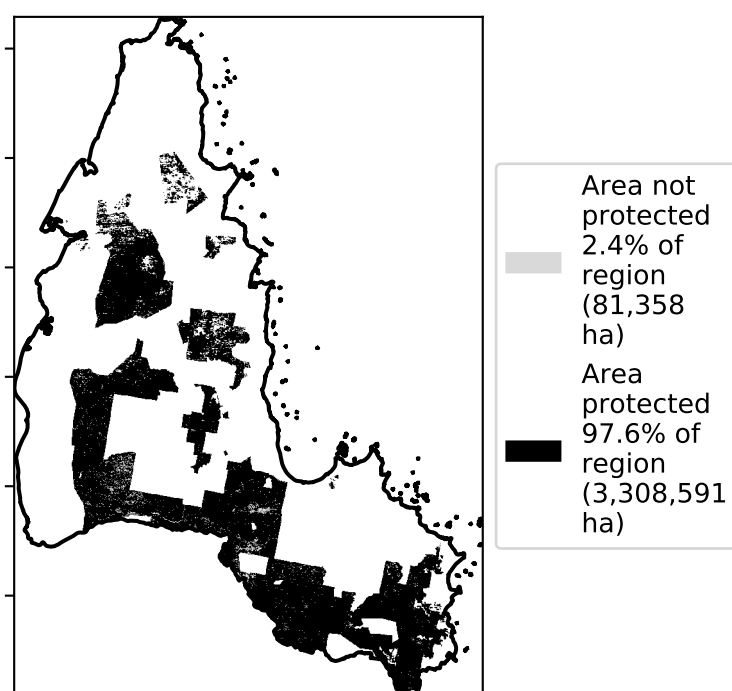 Area not
protected
2.4% of
region
(81,358
ha)
Area
protected
97.6% of
region
(3,308,591
ha)